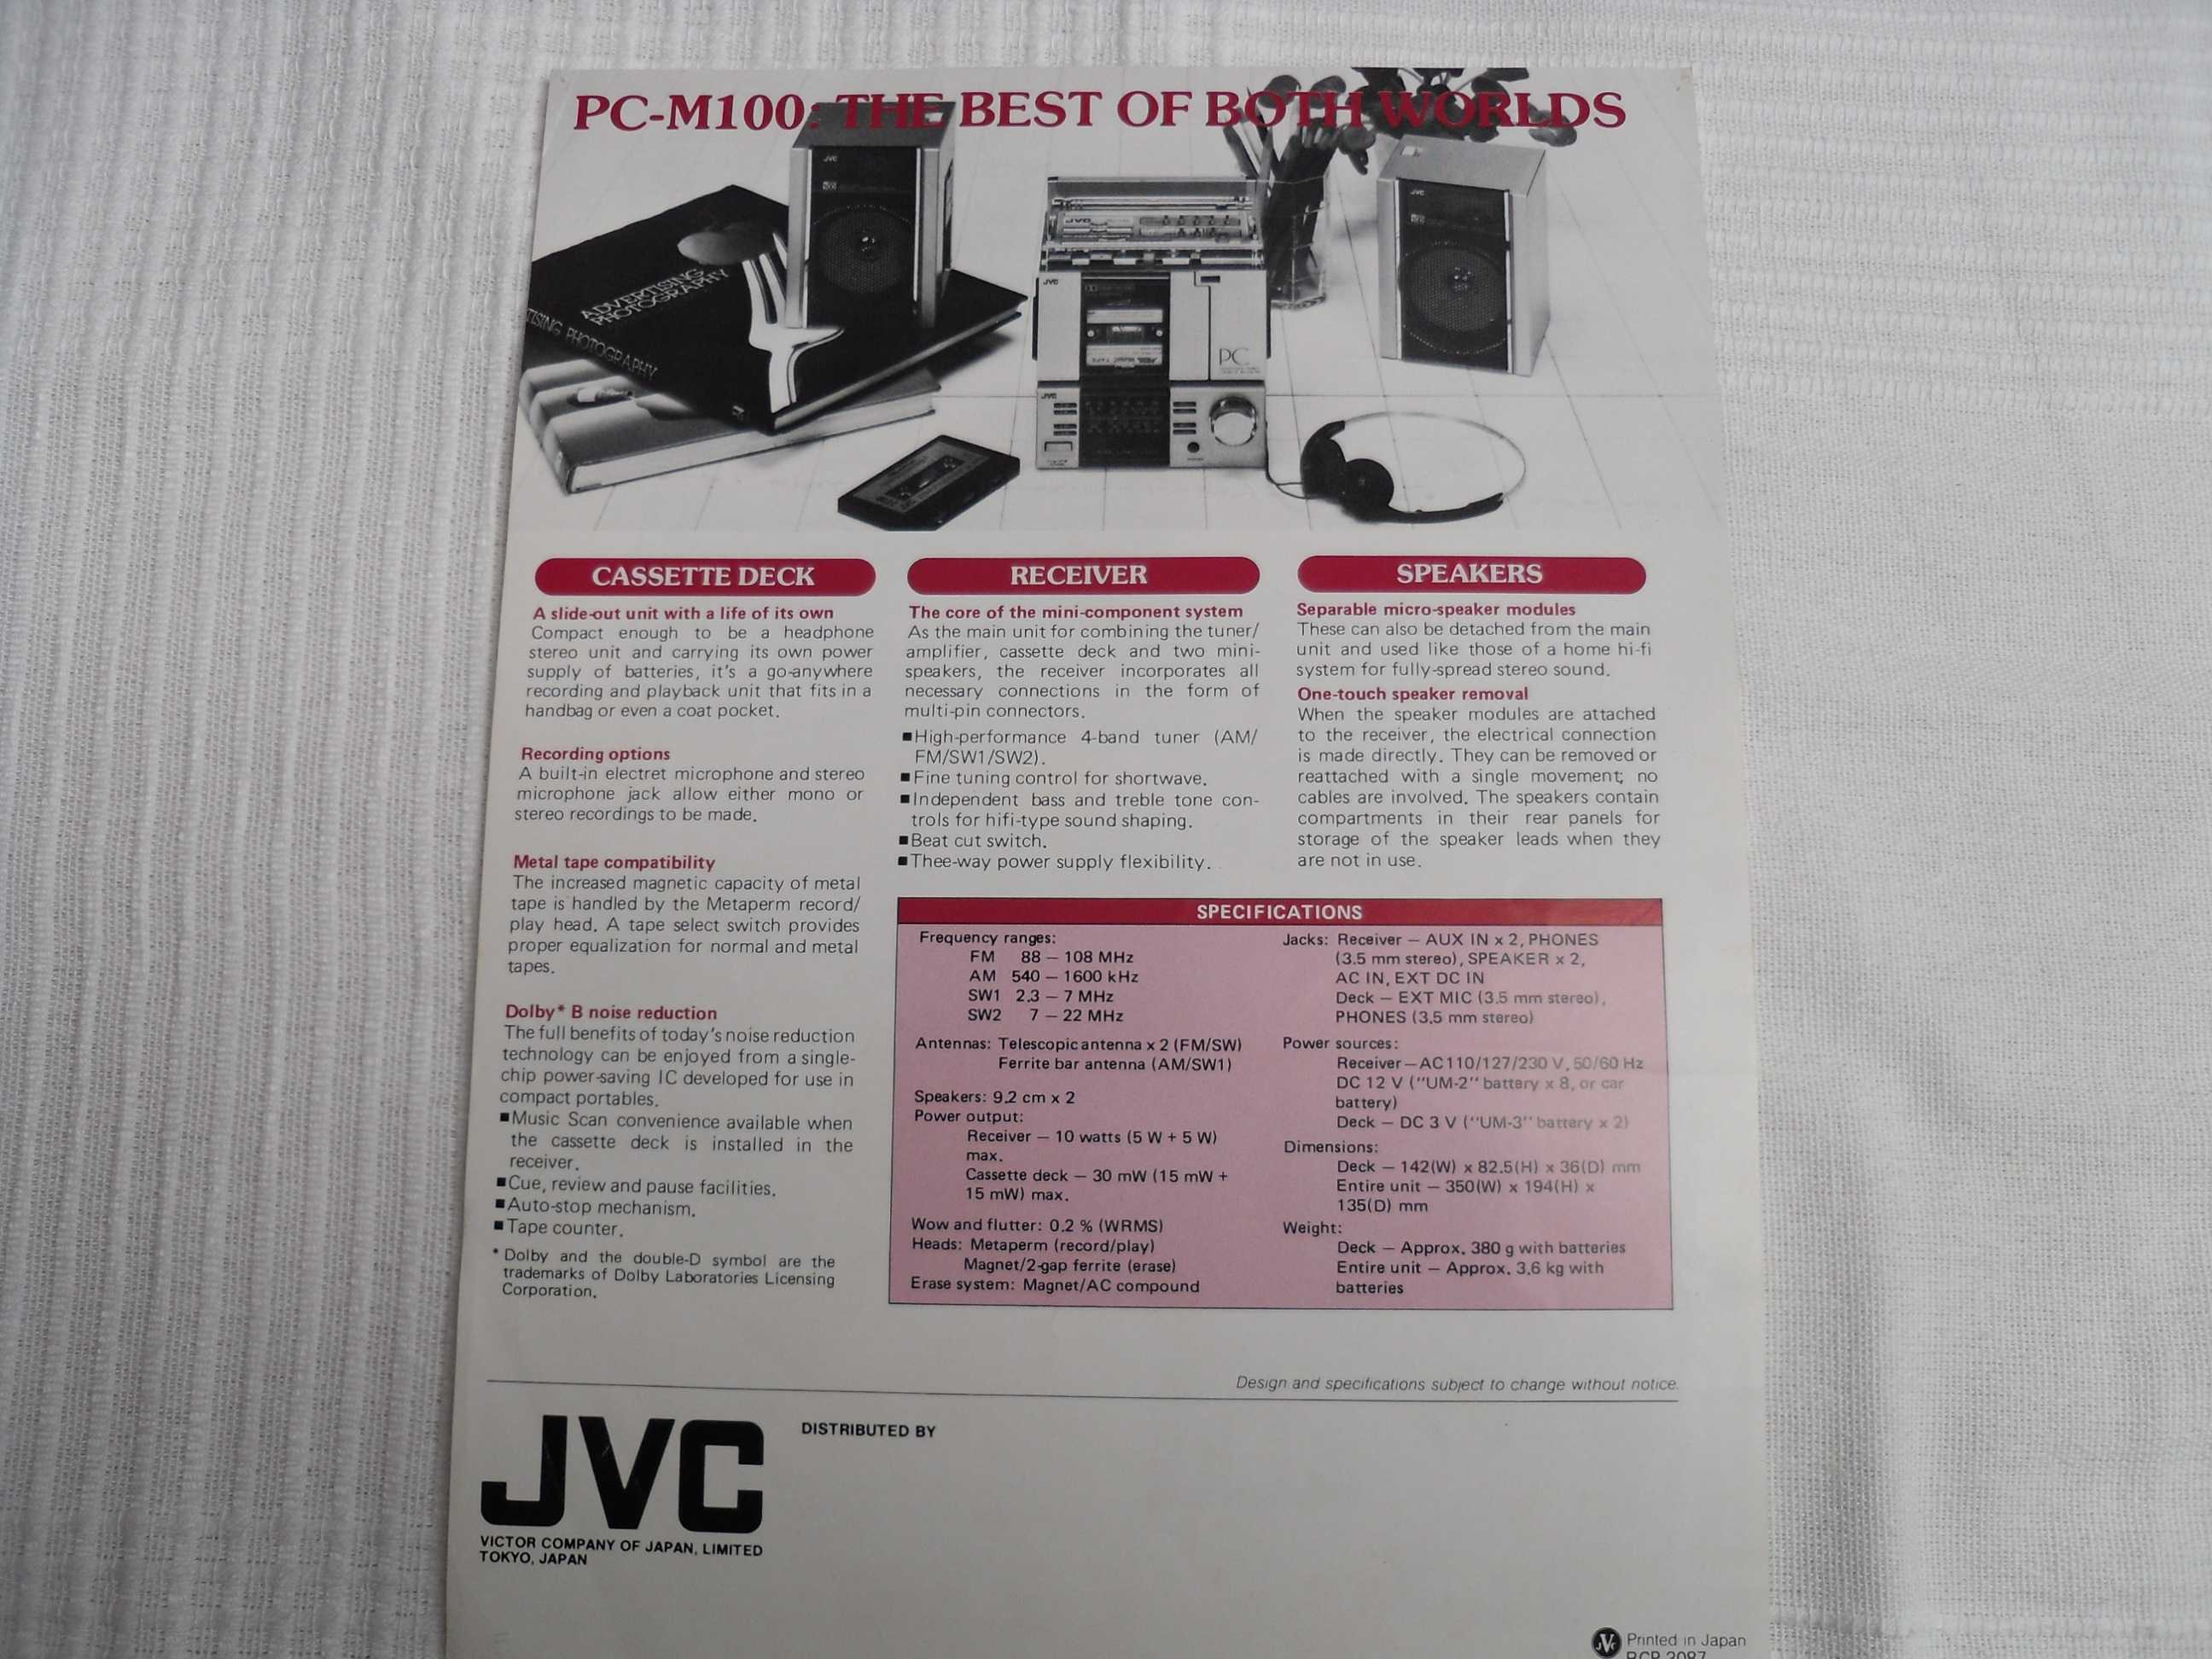 PC-M100: THE BEST OF BOTH WORLDS
JVC
JVC
JVC
JVC
JVC
PC
ADVERTISING
PHOTOGRAPHY
TISING PHOTOGRAPHY
CASSETTE DECK
A slide-out unit with a life of its own
Compact enough to be a headphone
stereo unit and carrying its own power
supply of batteries, it's a go-anywhere
recording and playback unit that fits in a
handbag or even a coat pocket.
Recording options
A built-in electret microphone and stereo
microphone jack allow either mono or
stereo recordings to be made.
Metal tape compatibility
The increased magnetic capacity of metal
tape is handled by the Metaperm record/
play head. A tape select switch provides
proper equalization for normal and metal
tapes.
Dolby* B noise reduction
The full benefits of today's noise reduction
technology can be enjoyed from a single-
chip power-saving IC developed for use in
compact portables.
■Music Scan convenience available when
the cassette deck is installed in the
receiver.
■Cue, review and pause facilities.
■Auto-stop mechanism.
■Tape counter.
* Dolby and the double-D symbol are the
trademarks of Dolby Laboratories Licensing
Corporation.
RECEIVER
The core of the mini-component system
As the main unit for combining the tuner/
amplifier, cassette deck and two mini-
speakers, the receiver incorporates all
necessary connections in the form of
multi-pin connectors.
■High-performance 4-band tuner (AM/
FM/SW1/SW2).
■Fine tuning control for shortwave.
■Independent bass and treble tone con-
trols for hifi-type sound shaping.
■Beat cut switch.
■Thee-way power supply flexibility.
SPEAKERS
Separable micro-speaker modules
These can also be detached from the main
unit and used like those of a home hi-fi
system for fully-spread stereo sound.
One-touch speaker removal
When the speaker modules are attached
to the receiver, the electrical connection
is made directly. They can be removed or
reattached with a single movement; no
cables are involved. The speakers contain
compartments in their rear panels for
storage of the speaker leads when they
are not in use.
SPECIFICATIONS
Frequency ranges:
FM 88 – 108 MHz
AM 540 – 1600 kHz
SW1 2.3 – 7 MHz
SW2 7 – 22 MHz
Antennas: Telescopic antenna x 2 (FM/SW)
Ferrite bar antenna (AM/SW1)
Speakers: 9.2 cm x 2
Power output:
Receiver – 10 watts (5 W + 5 W)
max.
Cassette deck – 30 mW (15 mW +
15 mW) max.
Wow and flutter: 0.2 % (WRMS)
Heads: Metaperm (record/play)
Magnet/2-gap ferrite (erase)
Erase system: Magnet/AC compound
Jacks: Receiver – AUX IN x 2, PHONES
(3.5 mm stereo), SPEAKER x 2,
AC IN, EXT DC IN
Deck – EXT MIC (3.5 mm stereo),
PHONES (3.5 mm stereo)
Power sources:
Receiver – AC110/127/230 V, 50/60 Hz
DC 12 V ("UM-2" battery x 8, or car
battery)
Deck – DC 3 V ("UM-3" battery x 2)
Dimensions:
Deck – 142(W) x 82.5(H) x 36(D) mm
Entire unit – 350(W) x 194(H) x
135(D) mm
Weight:
Deck – Approx. 380 g with batteries
Entire unit – Approx. 3.6 kg with
batteries
Design and specifications subject to change without notice.
JVC
VICTOR COMPANY OF JAPAN, LIMITED
TOKYO, JAPAN
DISTRIBUTED BY
JVC Printed in Japan